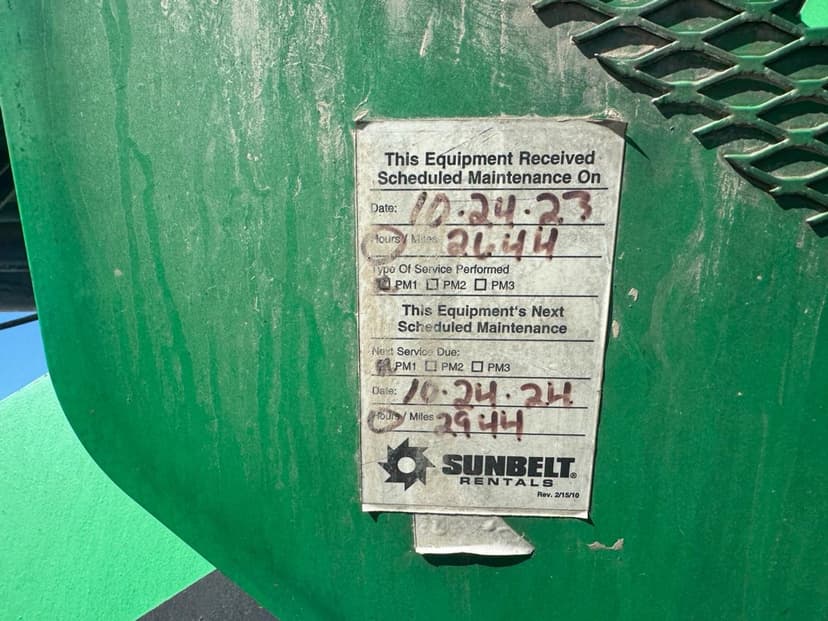 This Equipment Received
Scheduled Maintenance On
Date: 10·24·23
Hours / Miles 2644
Type Of Service Performed
PM1 PM2 PM3
This Equipment's Next
Scheduled Maintenance
Next Service Due:
PM1 PM2 PM3
Date: 10·24·24
Hours / Miles 2944
SUNBELT®
RENTALS
Rev. 2/15/10